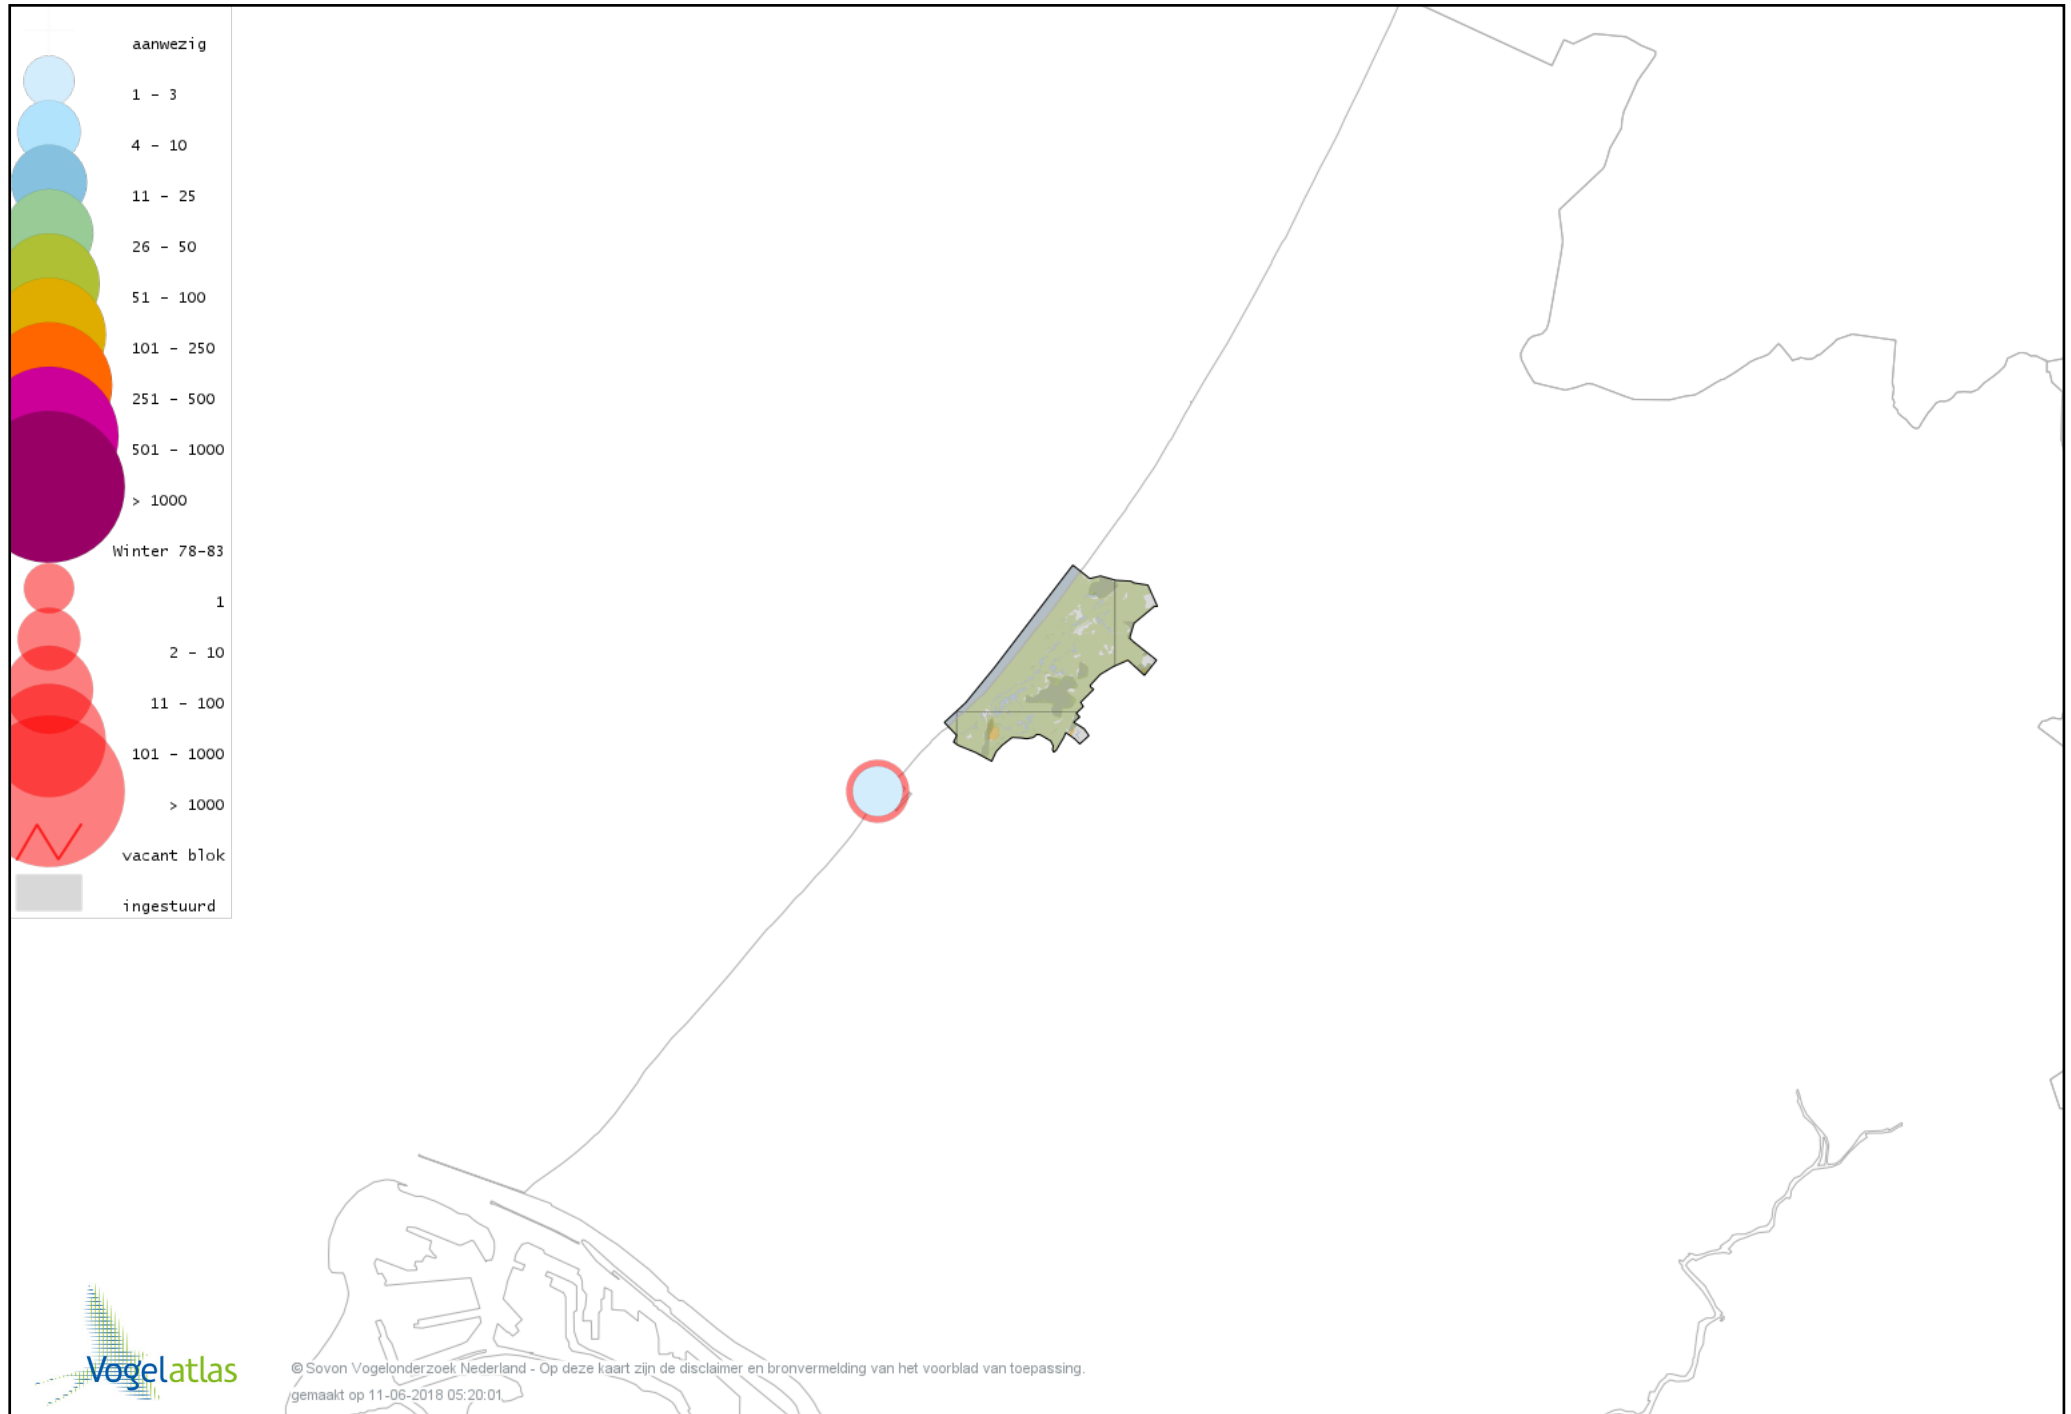 aanwezig
1 - 3
4 - 10
11 - 25
26 - 50
51 - 100
101 - 250
251 - 500
501 - 1000
> 1000
Winter 78-83
1
2 - 10
11 - 100
101 - 1000
> 1000
vacant blok
ingestuurd
Vogelatlas
© Sovon Vogelonderzoek Nederland - Op deze kaart zijn de disclaimer en bronvermelding van het voorblad van toepassing.
gemaakt op 11-06-2018 05:20:01